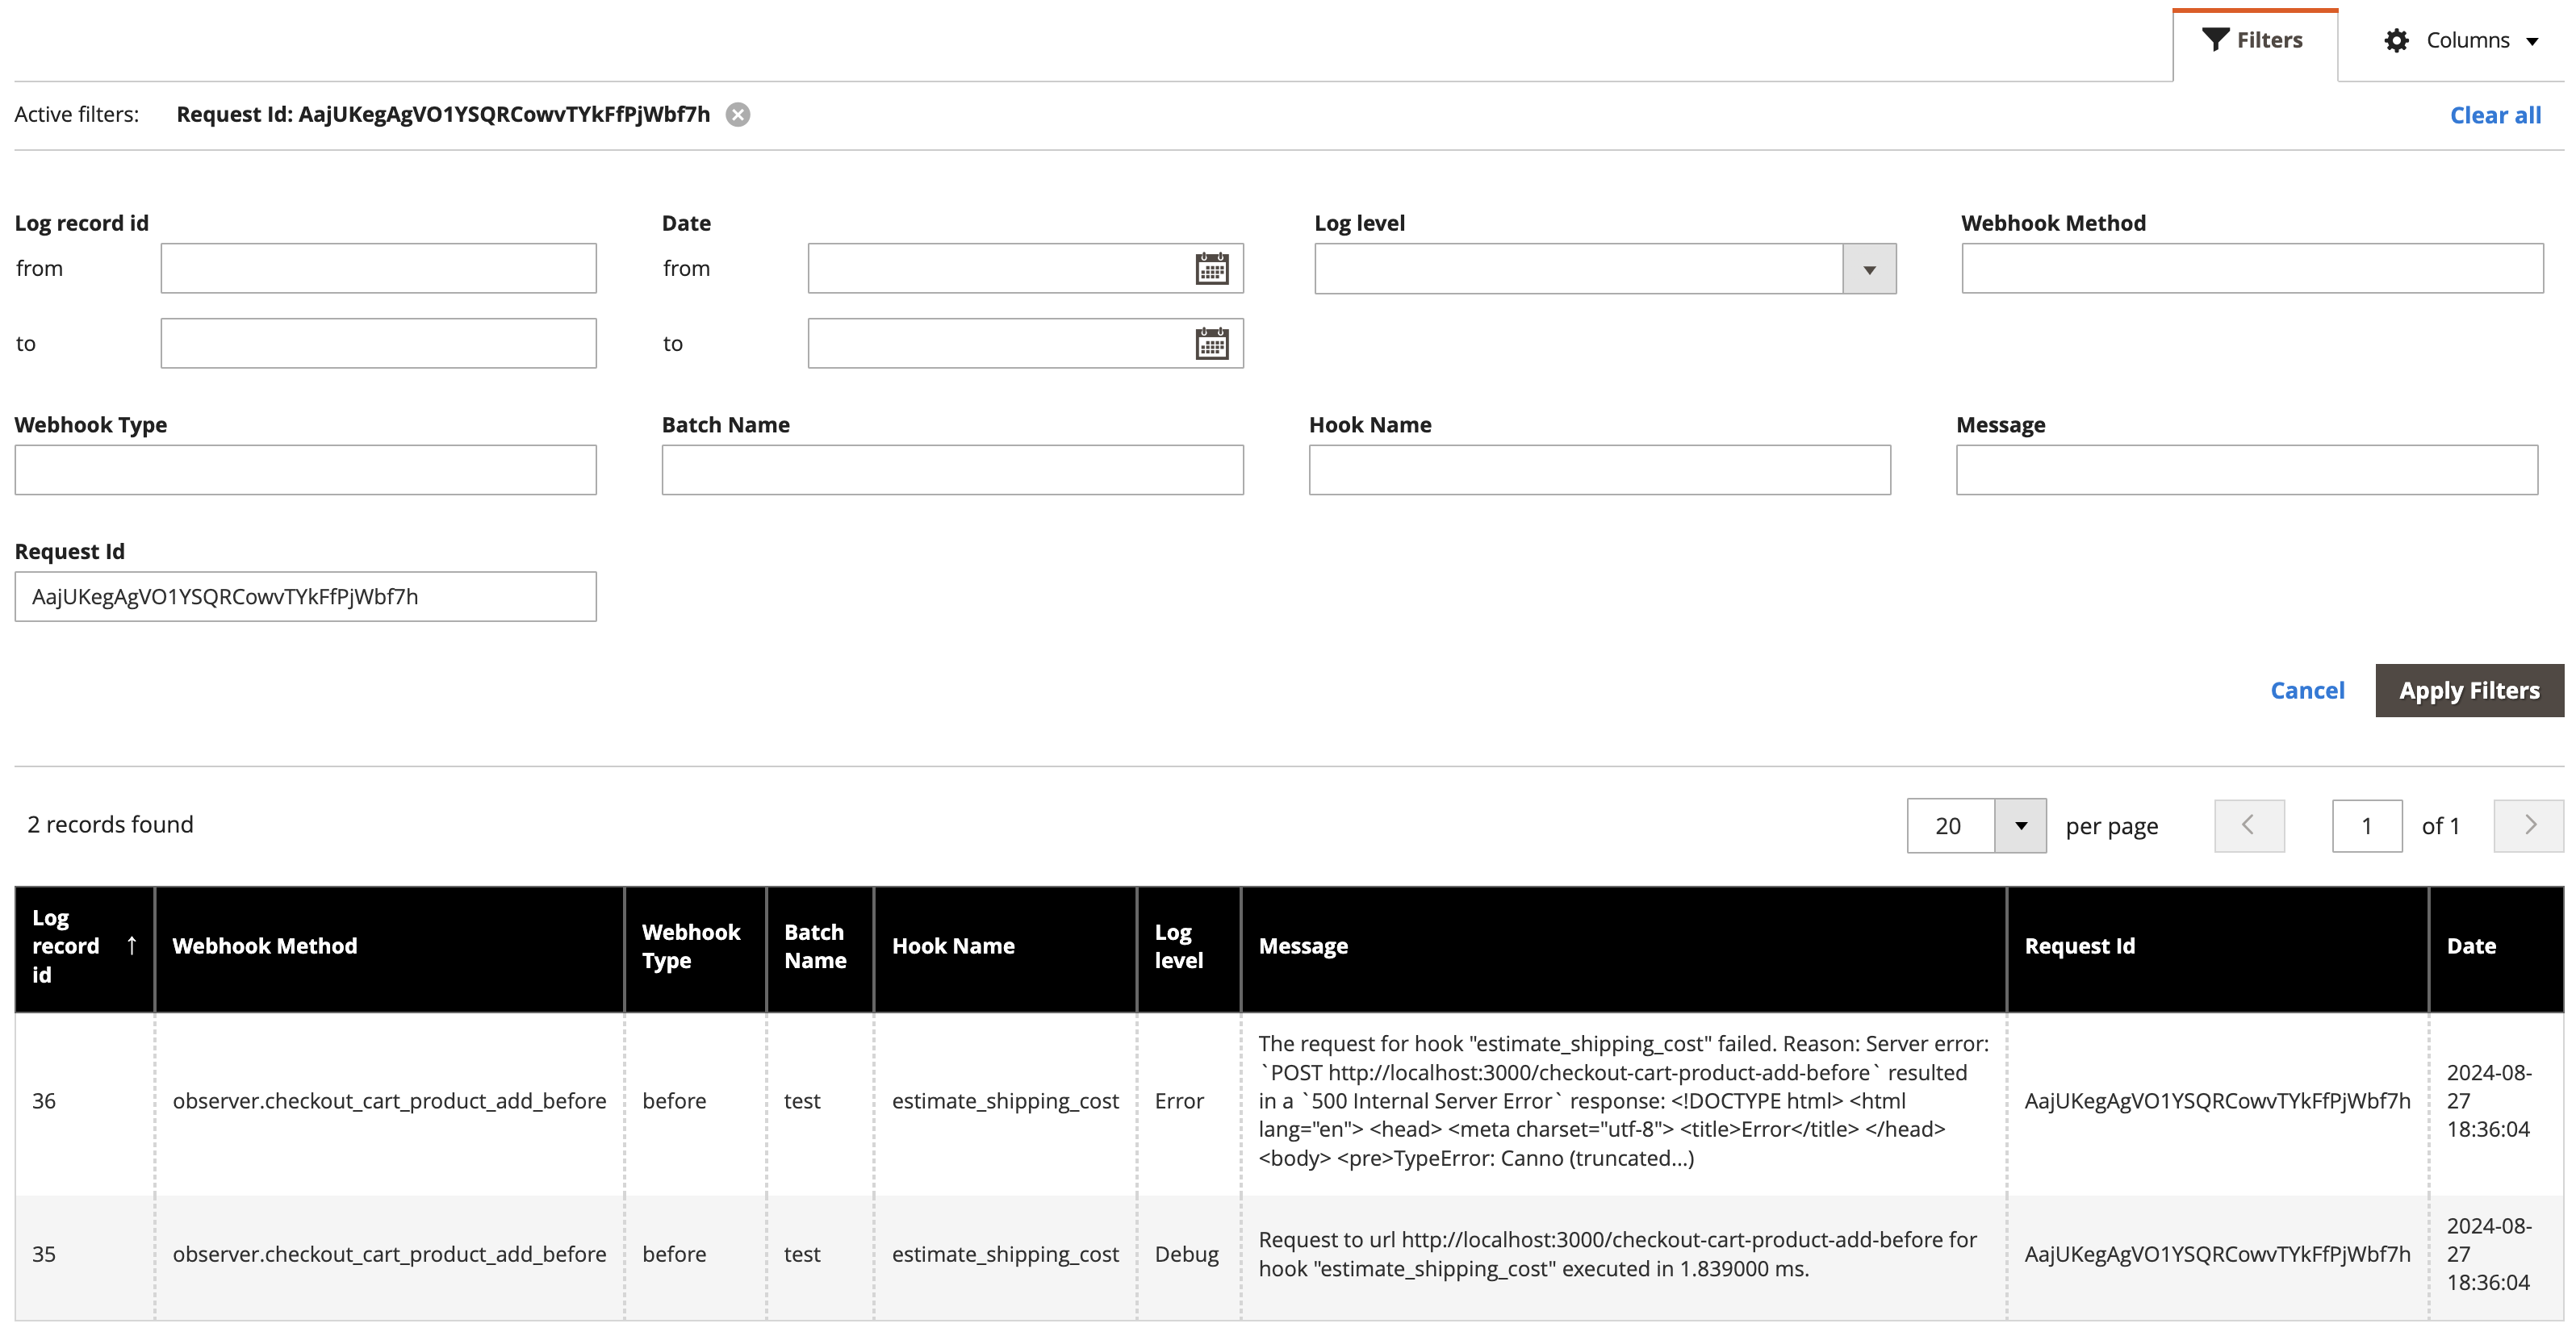 Filters
Columns
Active filters: Request Id: AajUKegAgVO1YSQRCowvTYkFfPjWbf7h
Clear all
Log record id
from
to
Date
from
to
Log level
Webhook Method
Webhook Type
Batch Name
Hook Name
Message
Request Id
AajUKegAgVO1YSQRCowvTYkFfPjWbf7h
Cancel
Apply Filters
2 records found
20
per page
1
of 1
Log
record
id
↑
Webhook Method
Webhook
Type
Batch
Name
Hook Name
Log
level
Message
Request Id
Date
36
observer.checkout_cart_product_add_before
before
test
estimate_shipping_cost
Error
The request for hook "estimate_shipping_cost" failed. Reason: Server error:
`POST http://localhost:3000/checkout-cart-product-add-before` resulted
in a `500 Internal Server Error` response: <!DOCTYPE html> <html
lang="en"> <head> <meta charset="utf-8"> <title>Error</title> </head>
<body> <pre>TypeError: Canno (truncated...)
AajUKegAgVO1YSQRCowvTYkFfPjWbf7h
2024-08-
27
18:36:04
35
observer.checkout_cart_product_add_before
before
test
estimate_shipping_cost
Debug
Request to url http://localhost:3000/checkout-cart-product-add-before for
hook "estimate_shipping_cost" executed in 1.839000 ms.
AajUKegAgVO1YSQRCowvTYkFfPjWbf7h
2024-08-
27
18:36:04